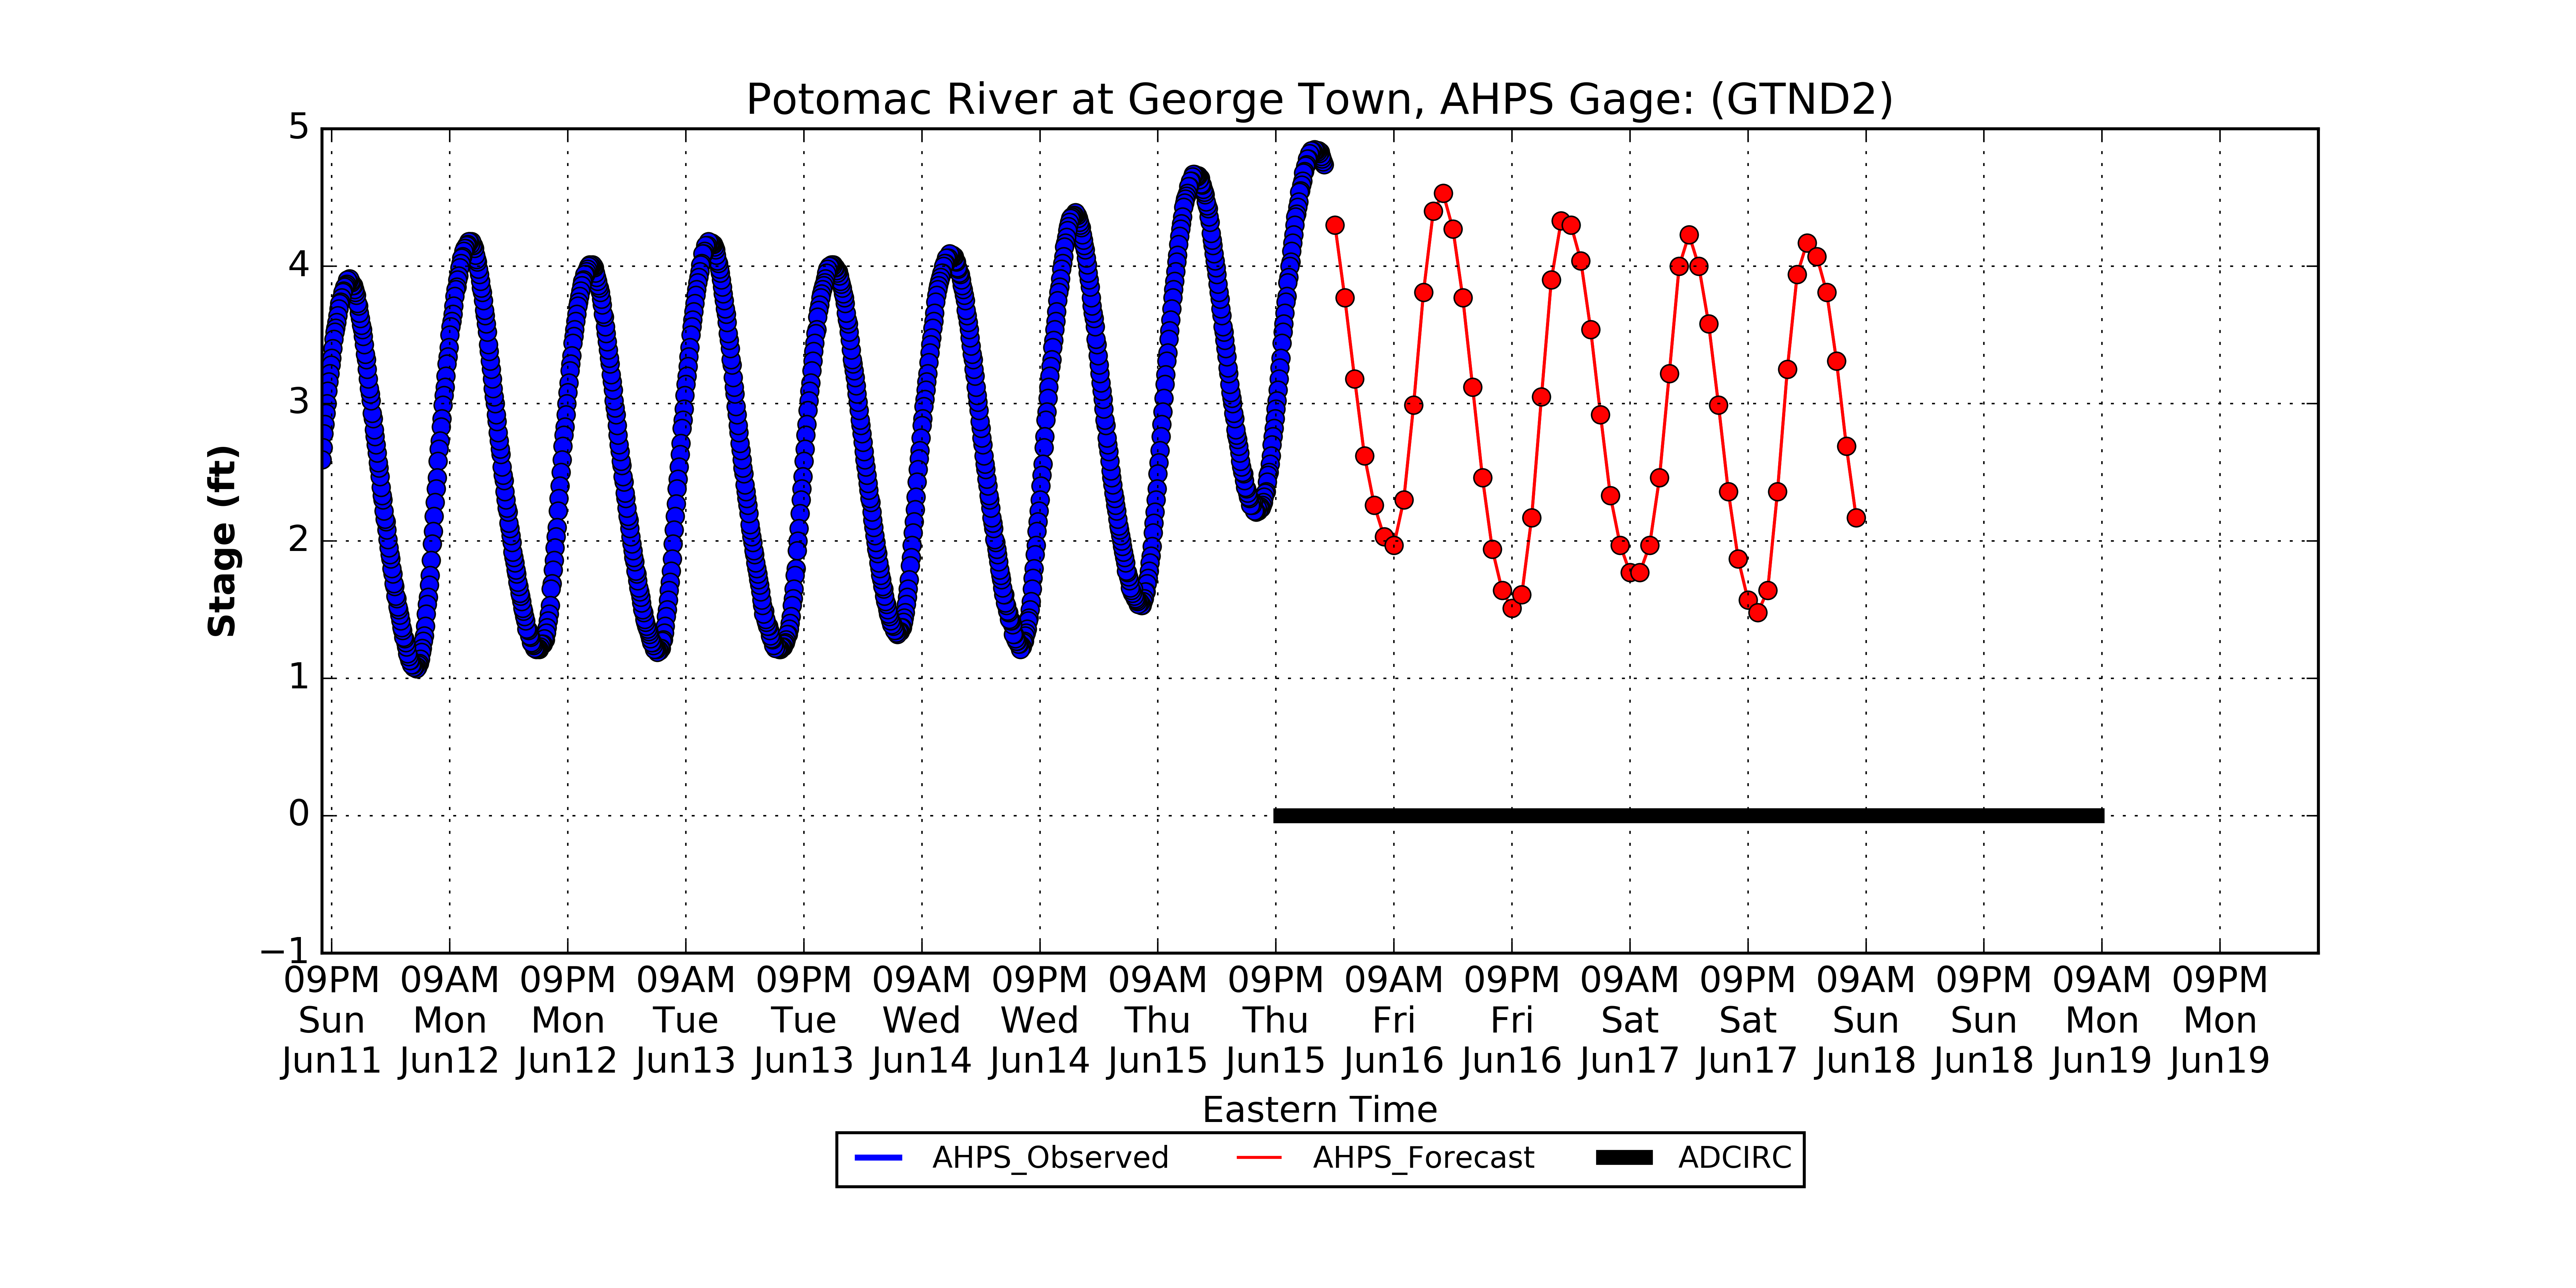 Potomac River at George Town, AHPS Gage: (GTND2)
5
4
3
2
1
0
−1
Stage (ft)
09PM 09AM 09PM 09AM 09PM 09AM 09PM 09AM 09PM 09AM 09PM 09AM 09PM 09AM 09PM 09AM 09PM
Sun Mon Mon Tue Tue Wed Wed Thu Thu Fri Fri Sat Sat Sun Sun Mon Mon
Jun11 Jun12 Jun12 Jun13 Jun13 Jun14 Jun14 Jun15 Jun15 Jun16 Jun16 Jun17 Jun17 Jun18 Jun18 Jun19 Jun19
Eastern Time
AHPS_Observed AHPS_Forecast ADCIRC